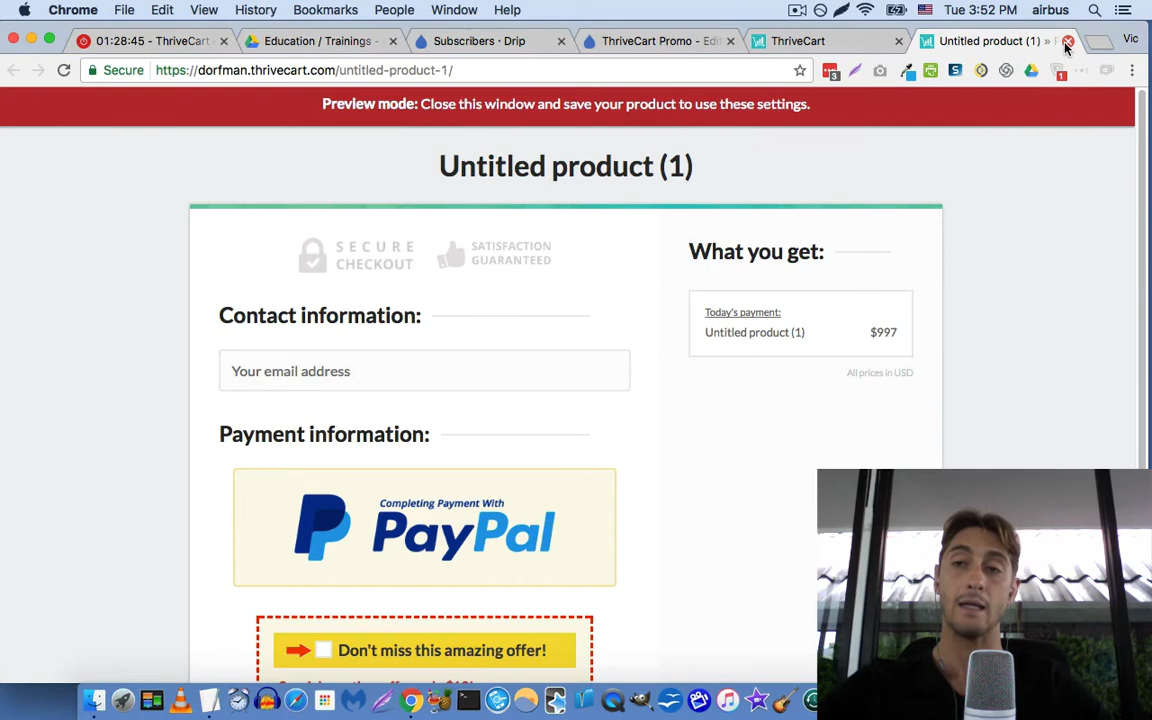 Chrome File Edit View History Bookmarks People Window Help Tue 3:52 PM airbus
01:28:45 - ThriveCart Education / Trainings - Subscribers · Drip ThriveCart Promo - Edi ThriveCart Untitled product (1) » Vic
Secure https://dorfman.thrivecart.com/untitled-product-1/ 3 1
Preview mode: Close this window and save your product to use these settings.
Untitled product (1)
SECURE
CHECKOUT
SATISFACTION
GUARANTEED
What you get:
Today's payment:
Untitled product (1) $997
All prices in USD
Contact information:
Your email address
Payment information:
Completing Payment With
PayPal
Don't miss this amazing offer!